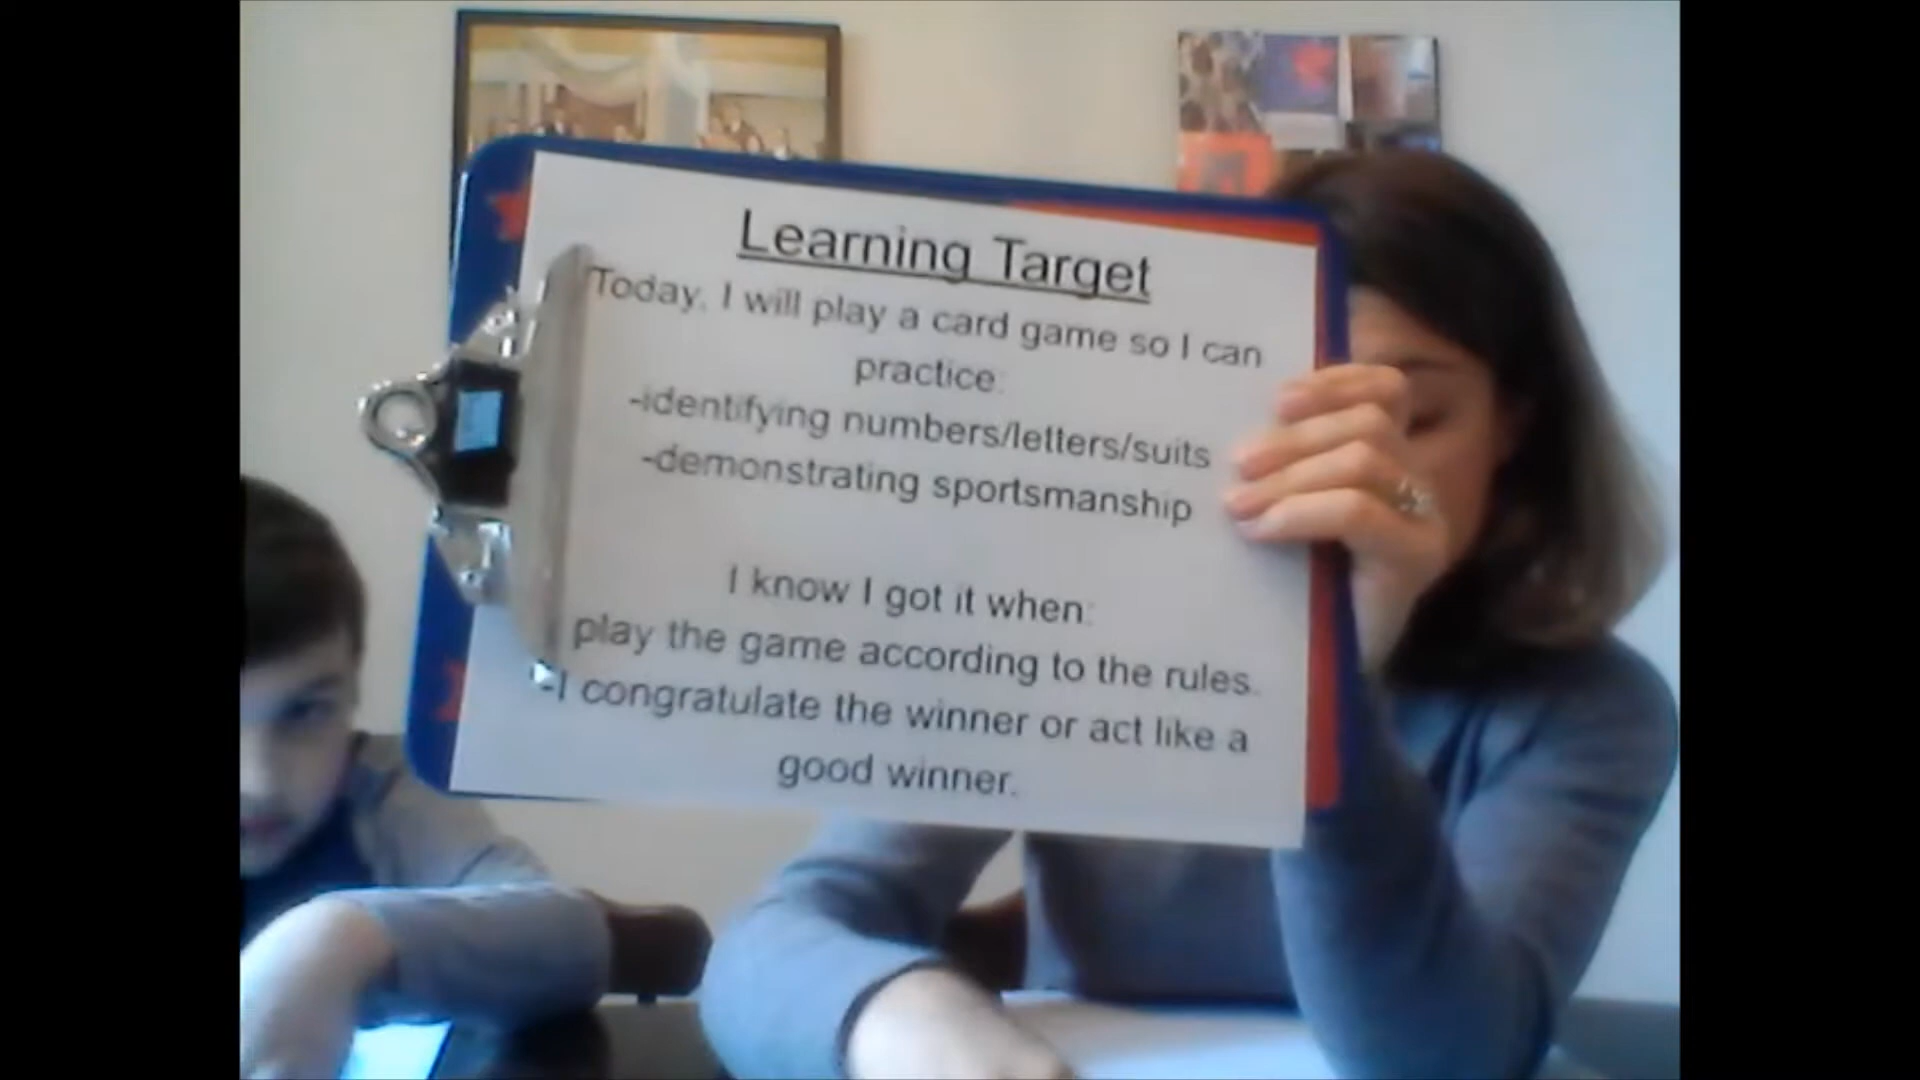 Learning Target
Today, I will play a card game so I can
practice:
-identifying numbers/letters/suits
-demonstrating sportsmanship
I know I got it when:
play the game according to the rules.
-I congratulate the winner or act like a
good winner.